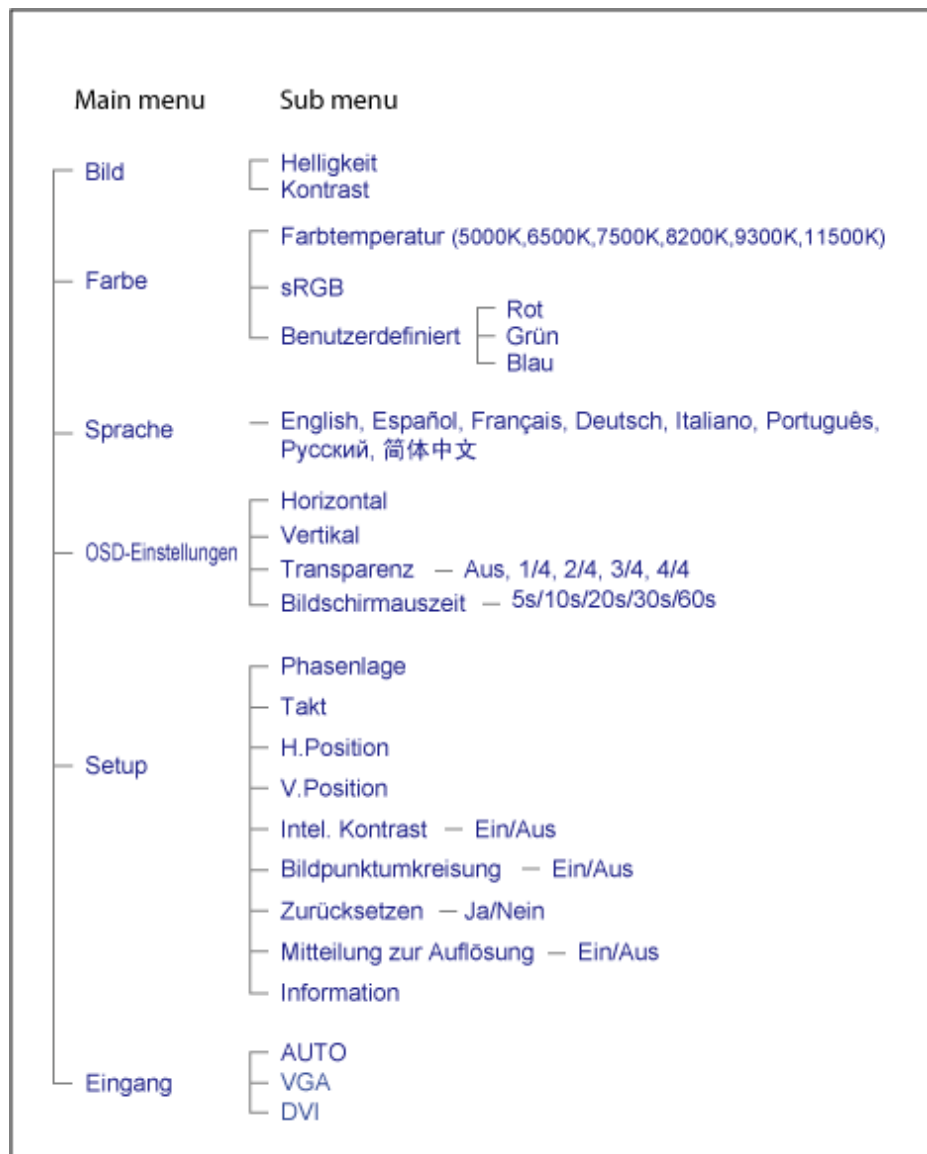 Main menu Sub menu
Bild
Helligkeit
Kontrast
Farbe
Farbtemperatur (5000K,6500K,7500K,8200K,9300K,11500K)
sRGB
Benutzerdefiniert
Rot
Grün
Blau
Sprache
English, Español, Français, Deutsch, Italiano, Português,
Русский, 简体中文
OSD-Einstellungen
Horizontal
Vertikal
Transparenz — Aus, 1/4, 2/4, 3/4, 4/4
Bildschirmauszeit — 5s/10s/20s/30s/60s
Setup
Phasenlage
Takt
H.Position
V.Position
Intel. Kontrast — Ein/Aus
Bildpunktumkreisung — Ein/Aus
Zurücksetzen — Ja/Nein
Mitteilung zur Auflösung — Ein/Aus
Information
Eingang
AUTO
VGA
DVI